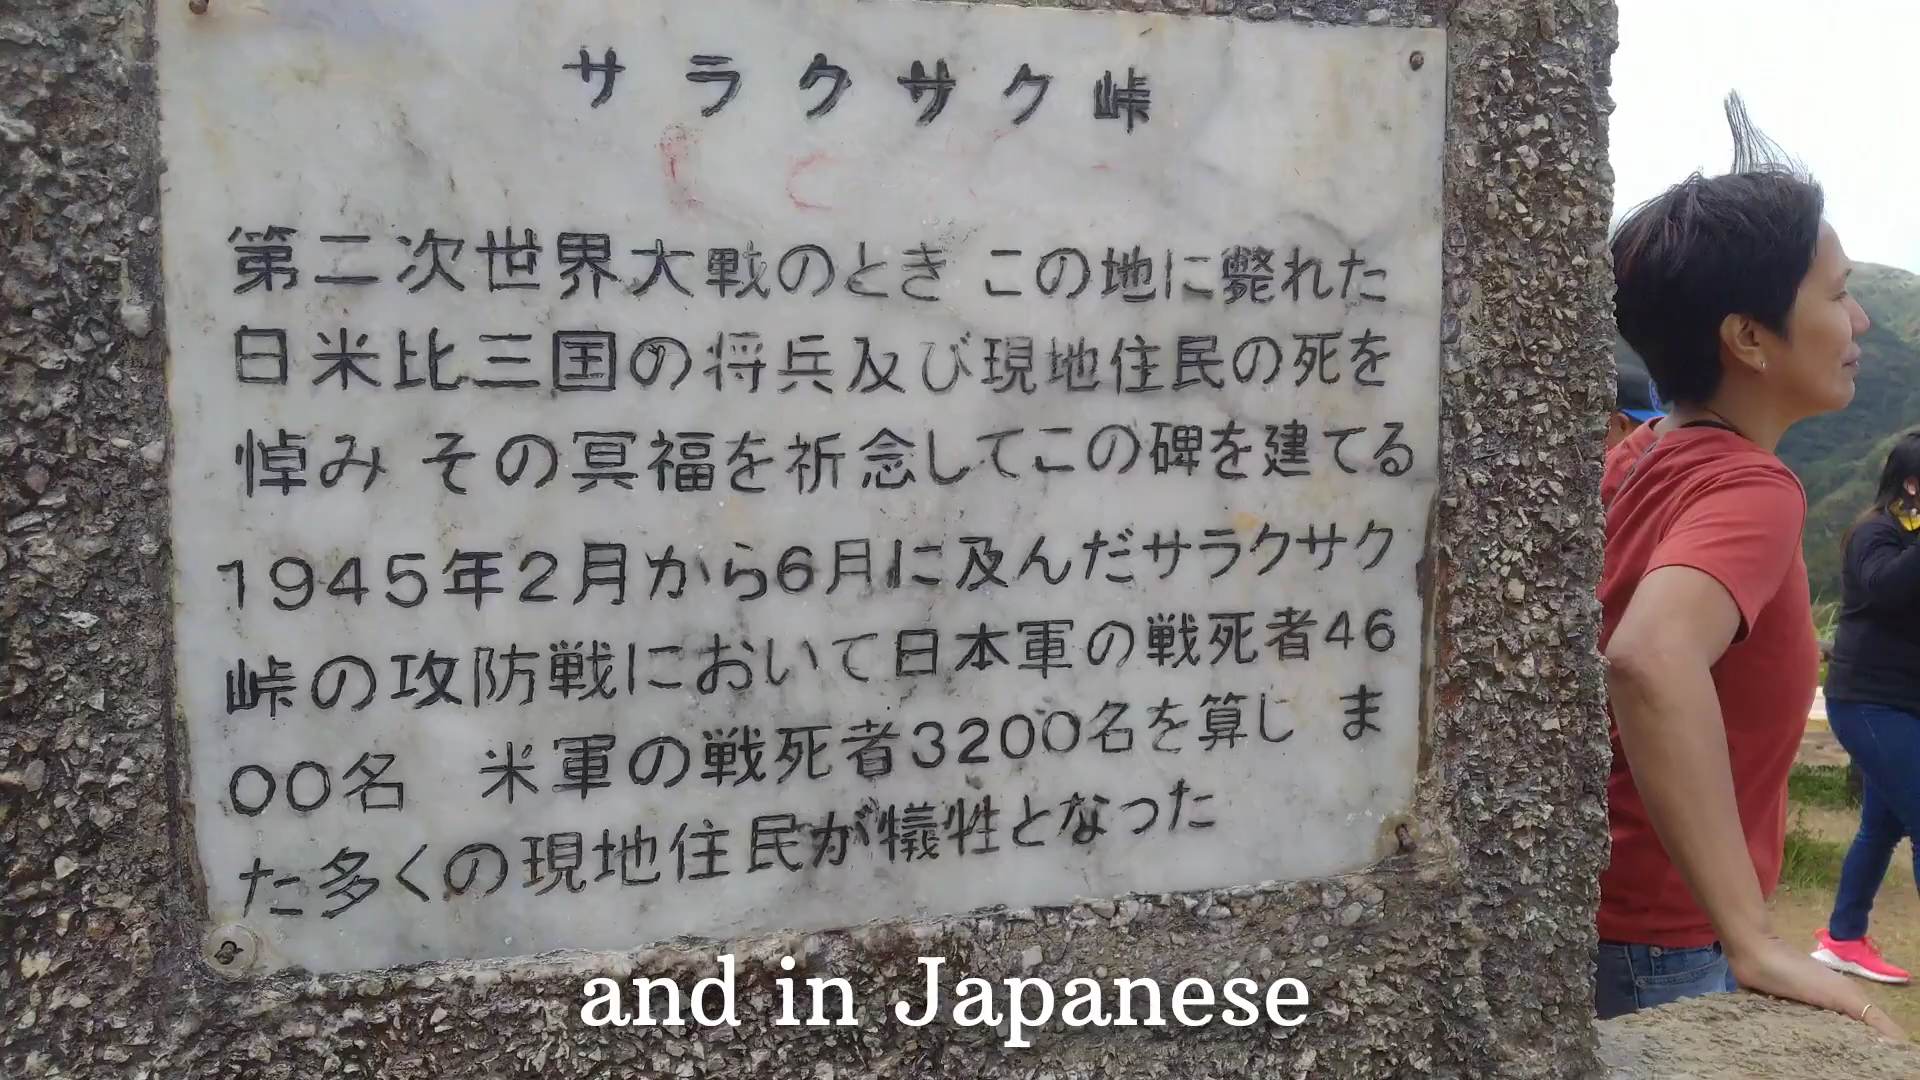 サラクサク峠
第二次世界大戦のとき この地に斃れた
日米比三国の将兵及び現地住民の死を
悼み その冥福を祈念してこの碑を建てる
1945年2月から6月に及んだサラクサク
峠の攻防戦において日本軍の戦死者46
00名 米軍の戦死者3200名を算し ま
た多くの現地住民が犠牲となった
and in Japanese